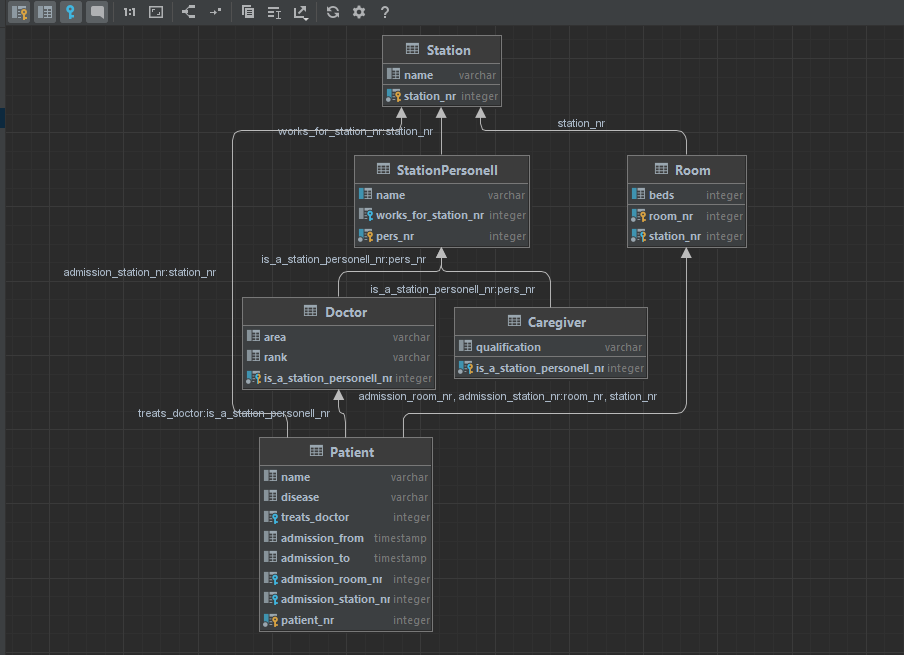 1:1
?
Station
name varchar
station_nr integer
works_for_station_nr:station_nr
station_nr
StationPersonell
name varchar
works_for_station_nr integer
pers_nr integer
Room
beds integer
room_nr integer
station_nr integer
is_a_station_personell_nr:pers_nr
admission_station_nr:station_nr
is_a_station_personell_nr:pers_nr
Doctor
area varchar
rank varchar
is_a_station_personell_nr integer
Caregiver
qualification varchar
is_a_station_personell_nr integer
admission_room_nr, admission_station_nr:room_nr, station_nr
treats_doctor:is_a_station_personell_nr
Patient
name varchar
disease varchar
treats_doctor integer
admission_from timestamp
admission_to timestamp
admission_room_nr integer
admission_station_nr integer
patient_nr integer